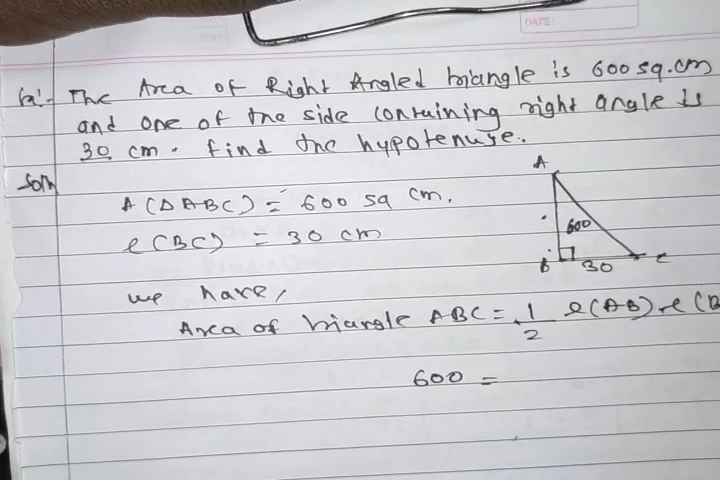 DATE:
Q:- The Area of Right Angled triangle is 600 sq.cm
and one of the side containing right angle is
30 cm. find the hypotenuse.
Soln
A
A (Δ ABC) = 600 sq cm.
600
l (BC) = 30 cm
B 30 C
we have,
Area of triangle ABC = 1/2 l(AB) × l(B
600 =